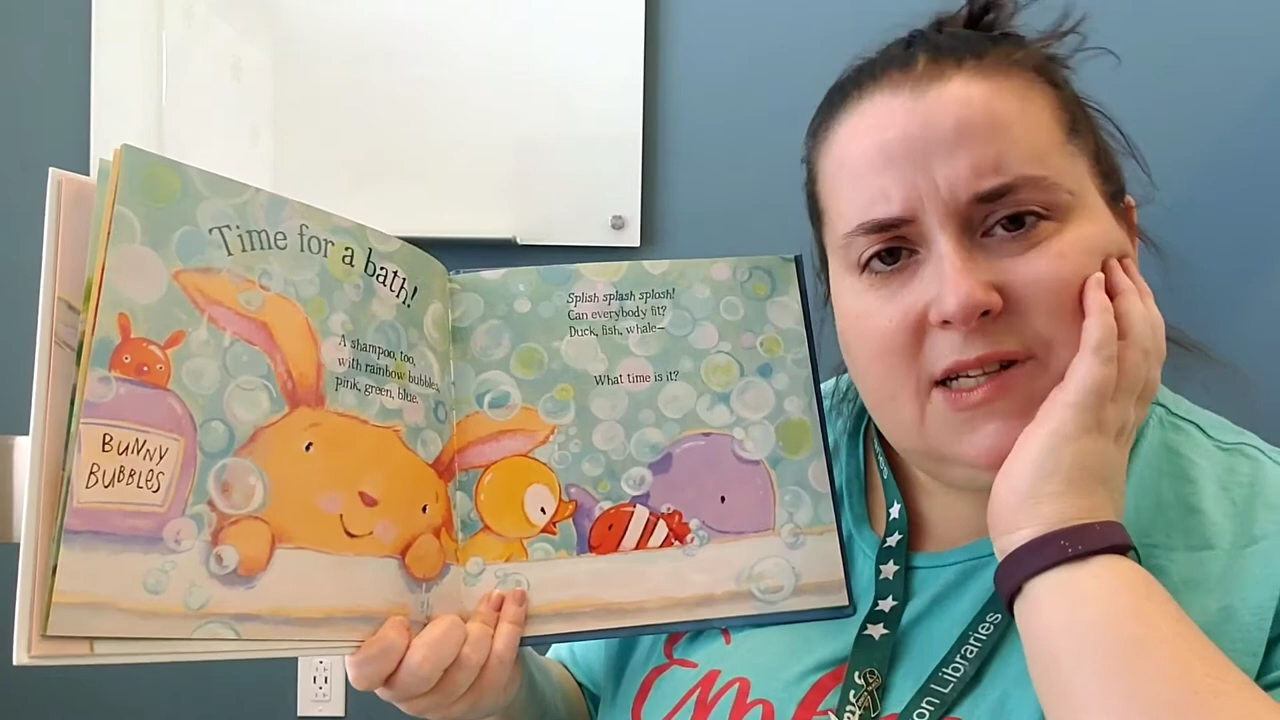 Time for a bath!
A shampoo, too,
with rainbow bubbles,
pink, green, blue.
BUNNY
BUBBLES
Splish splash splosh!
Can everybody fit?
Duck, fish, whale—
What time is it?
on Libraries